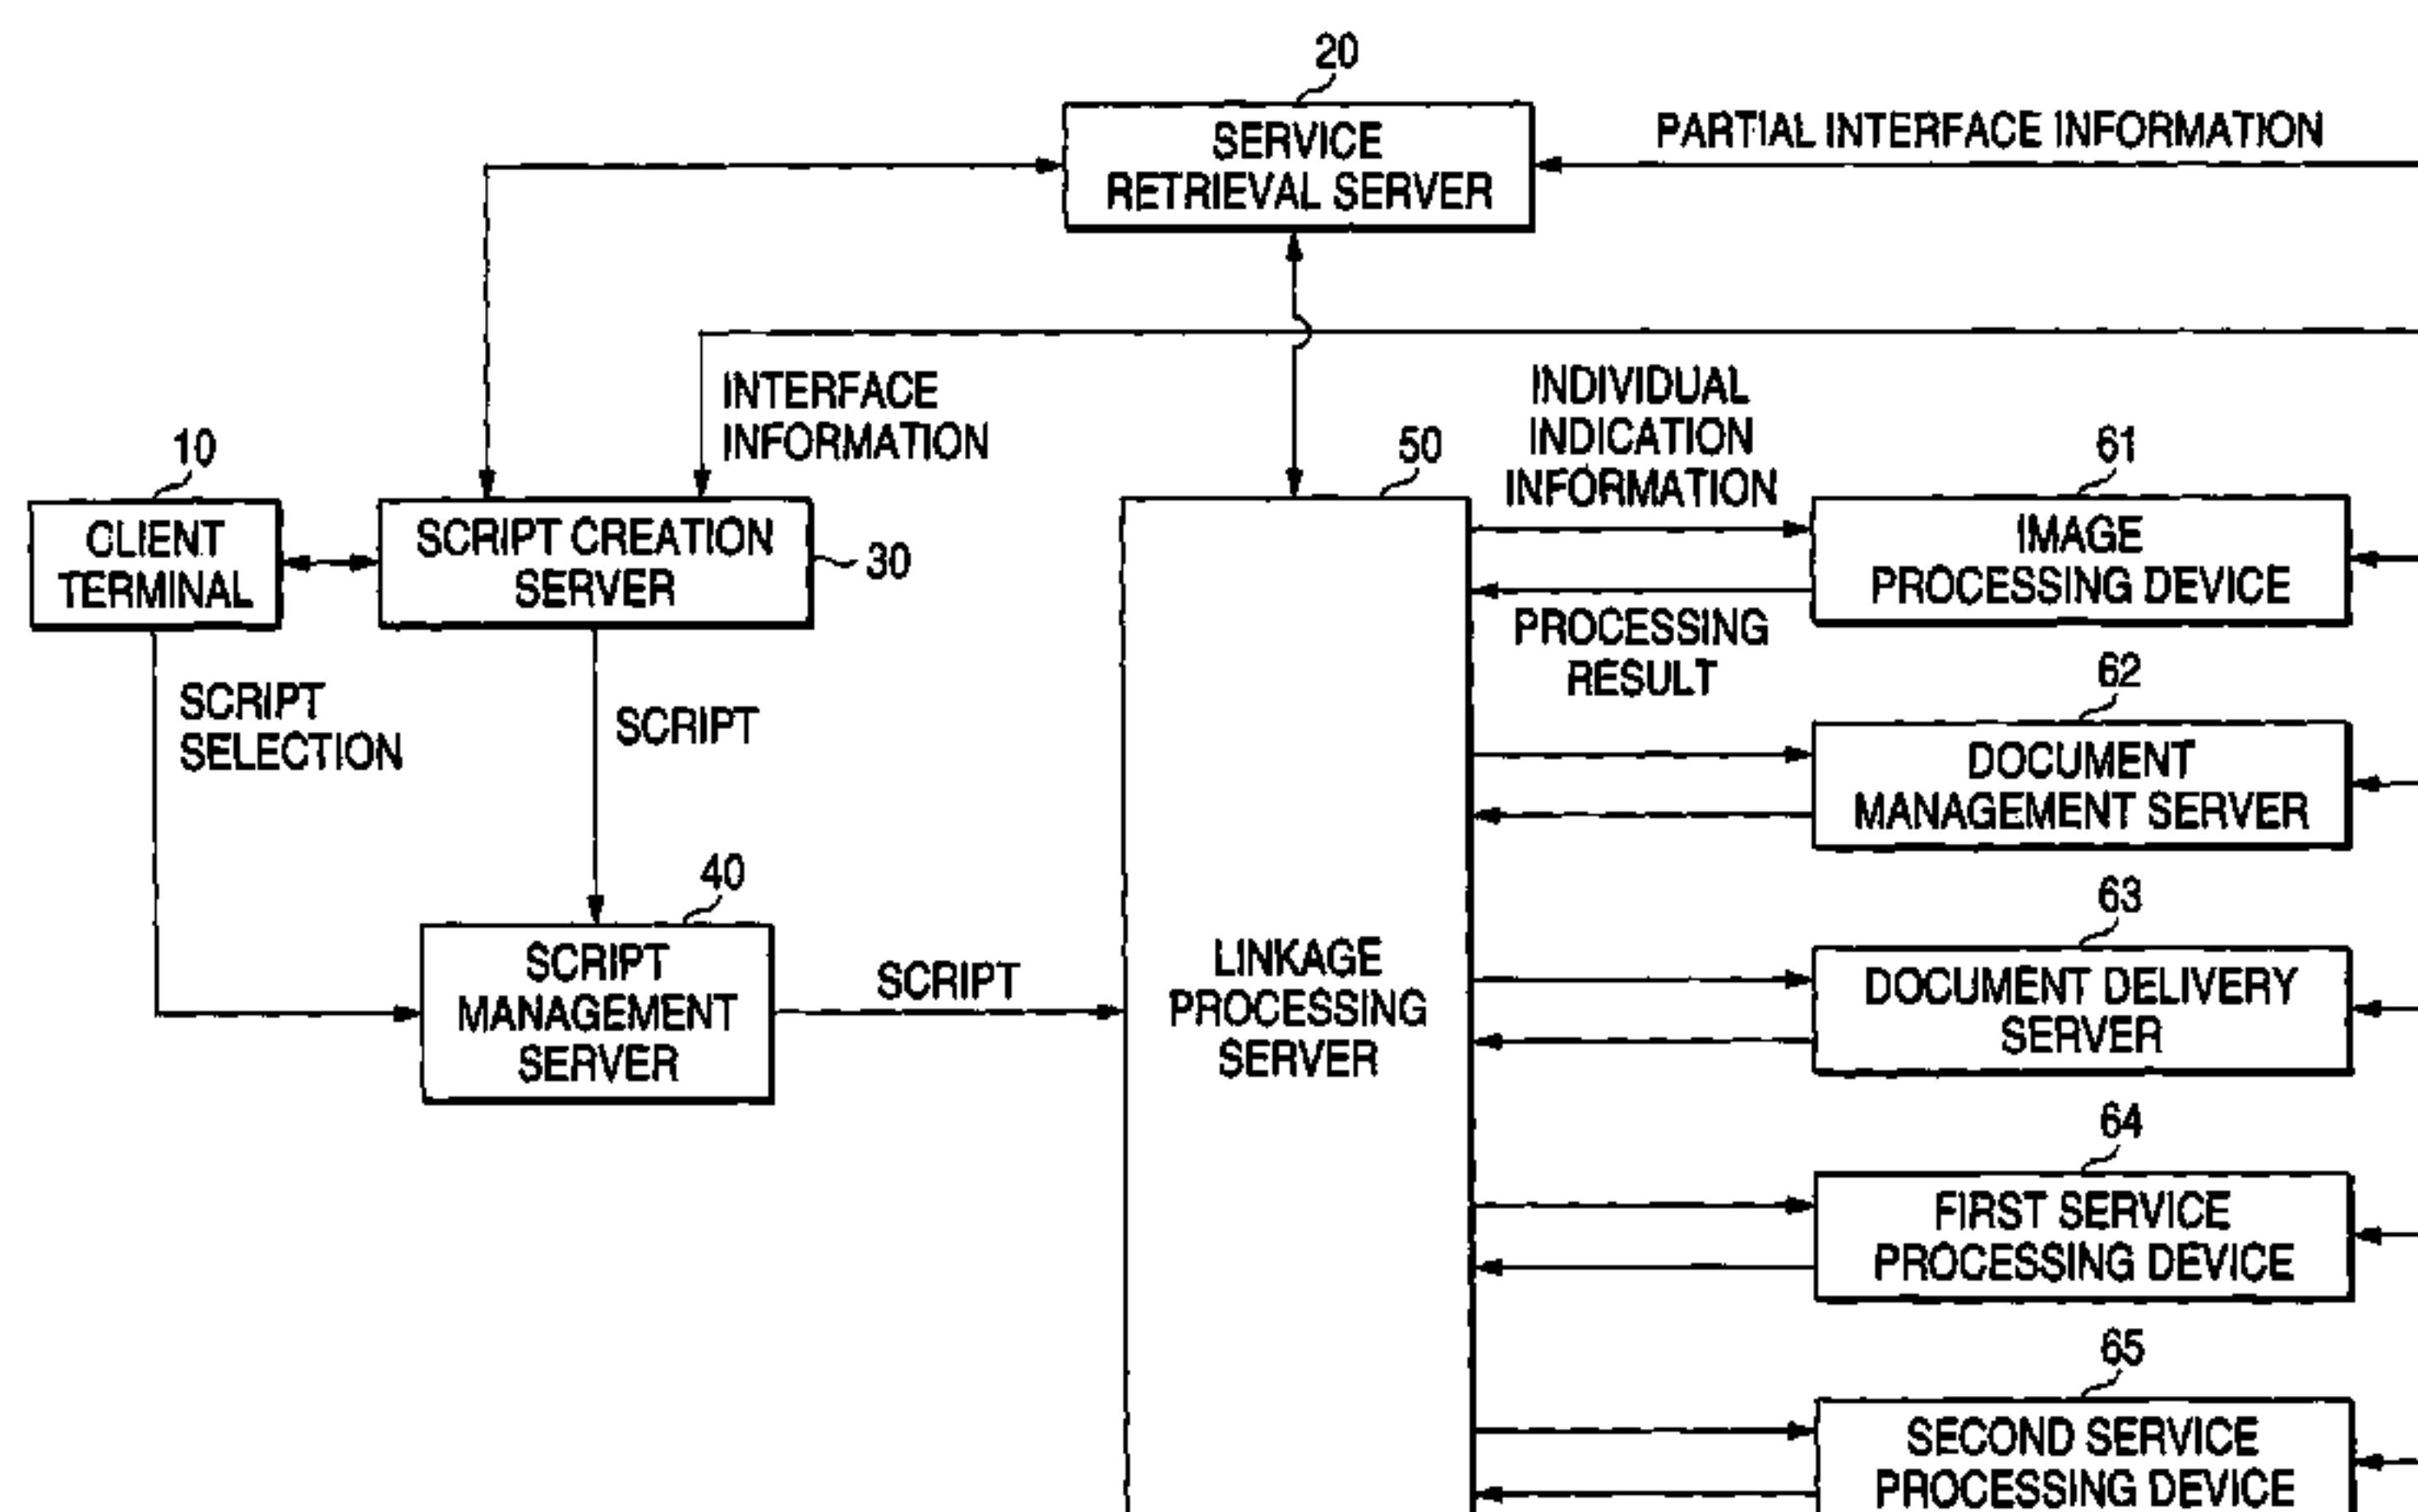 20
SERVICE
RETRIEVAL SERVER
PARTIAL INTERFACE INFORMATION
INTERFACE
INFORMATION
INDIVIDUAL
INDICATION
INFORMATION
10
CLIENT
TERMINAL
SCRIPT CREATION
SERVER
30
50
61
IMAGE
PROCESSING DEVICE
PROCESSING
RESULT
SCRIPT
SELECTION
SCRIPT
62
DOCUMENT
MANAGEMENT SERVER
40
SCRIPT
MANAGEMENT
SERVER
SCRIPT
LINKAGE
PROCESSING
SERVER
63
DOCUMENT DELIVERY
SERVER
64
FIRST SERVICE
PROCESSING DEVICE
65
SECOND SERVICE
PROCESSING DEVICE